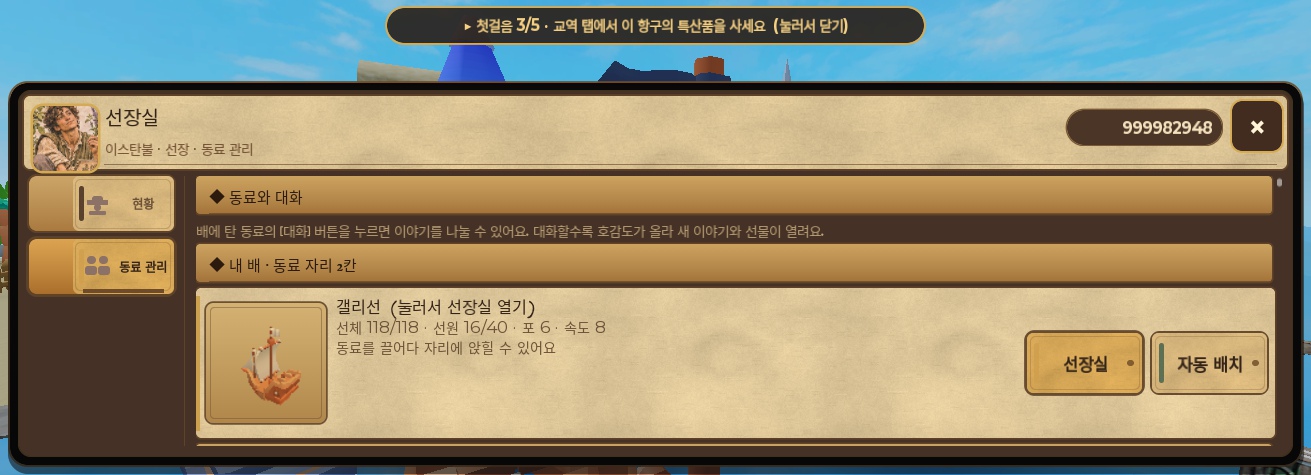 ▸ 첫걸음 3/5 · 교역 탭에서 이 항구의 특산품을 사세요 (눌러서 닫기)
선장실
이스탄불 · 선장 · 동료 관리
999982948
×
현황
동료 관리
◆ 동료와 대화
배에 탄 동료의 [대화] 버튼을 누르면 이야기를 나눌 수 있어요. 대화할수록 호감도가 올라 새 이야기와 선물이 열려요.
◆ 내 배 · 동료 자리 2칸
갤리선 (눌러서 선장실 열기)
선체 118/118 · 선원 16/40 · 포 6 · 속도 8
동료를 끌어다 자리에 앉힐 수 있어요
선장실
자동 배치